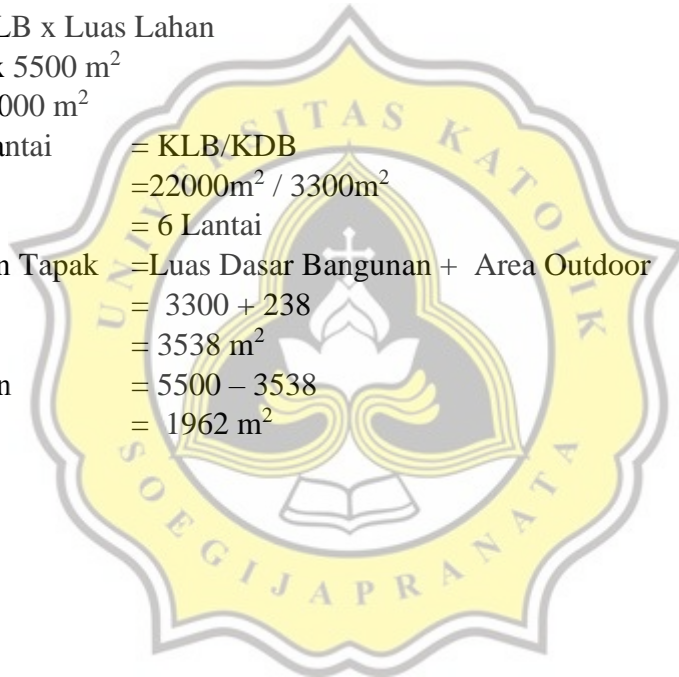 LB x Luas Lahan
x 5500 m²
000 m²
antai = KLB/KDB
=22000m² / 3300m²
= 6 Lantai
n Tapak =Luas Dasar Bangunan + Area Outdoor
= 3300 + 238
= 3538 m²
n = 5500 – 3538
= 1962 m²
UNIVERSITAS KATOLIK
SOEGIJAPRANATA